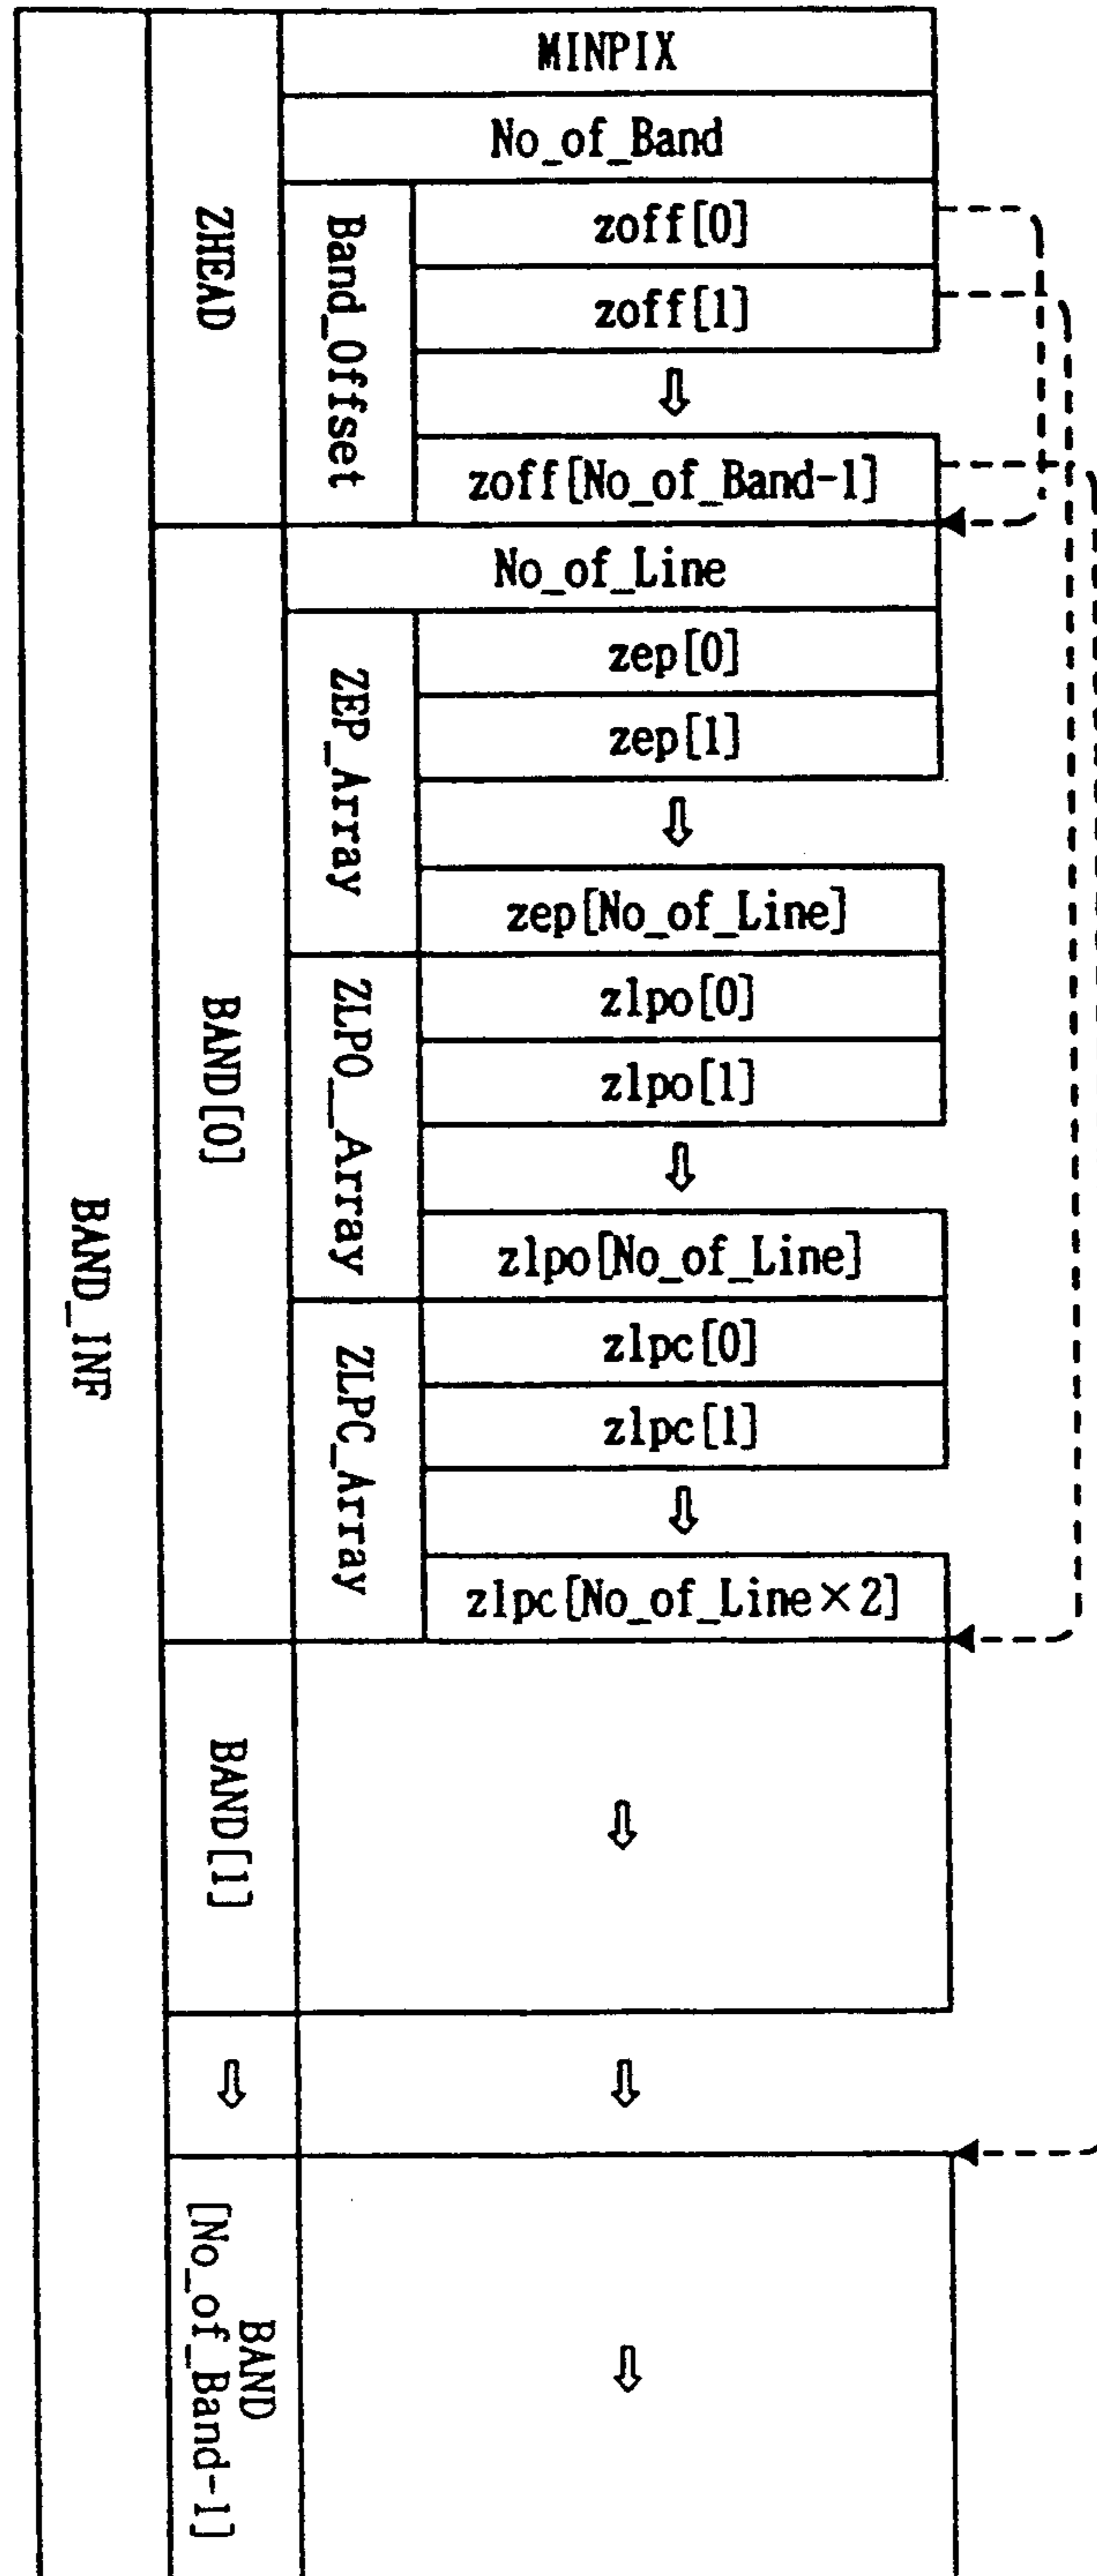 BAND_INF
ZHEAD
MINPIX
No_of_Band
Band_Offset
zoff[0]
zoff[1]
⇩
zoff[No_of_Band-1]
BAND[0]
No_of_Line
ZEP_Array
zep[0]
zep[1]
⇩
zep[No_of_Line]
ZLPO_Array
zlpo[0]
zlpo[1]
⇩
zlpo[No_of_Line]
ZLPC_Array
zlpc[0]
zlpc[1]
⇩
zlpc[No_of_Line×2]
BAND[1]
⇩
⇩
⇩
BAND
[No_of_Band-1]
⇩